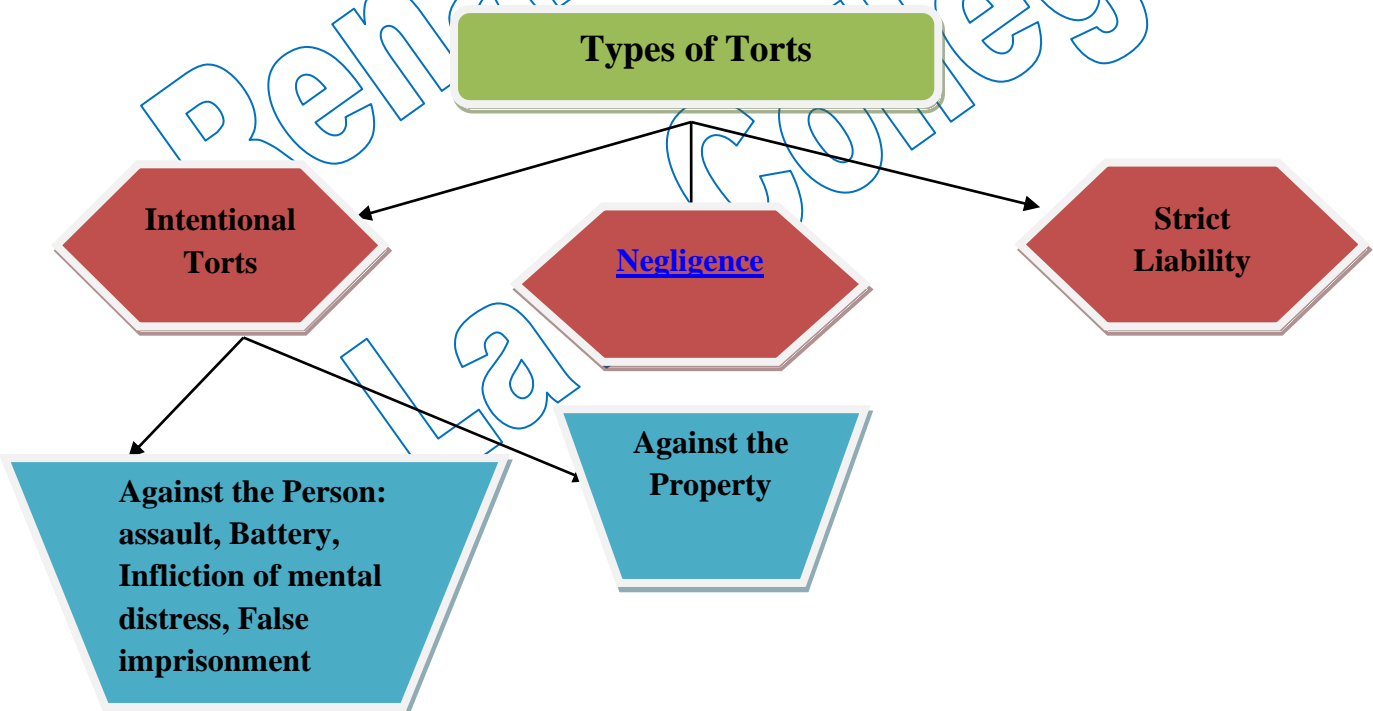 Types of Torts
Intentional
Torts
Negligence
Strict
Liability
Against the Person:
assault, Battery,
Infliction of mental
distress, False
imprisonment
Against the
Property
La